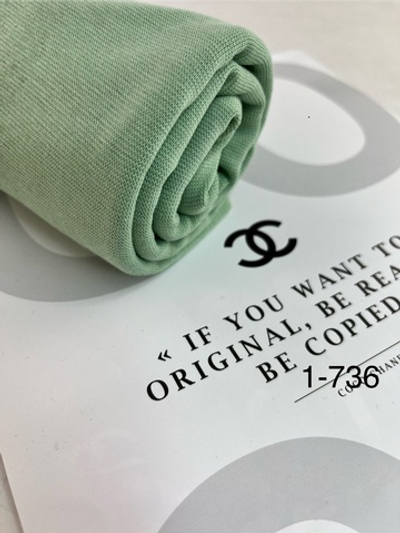 « IF YOU WANT TO
ORIGINAL, BE REA
BE COPIED
1-736